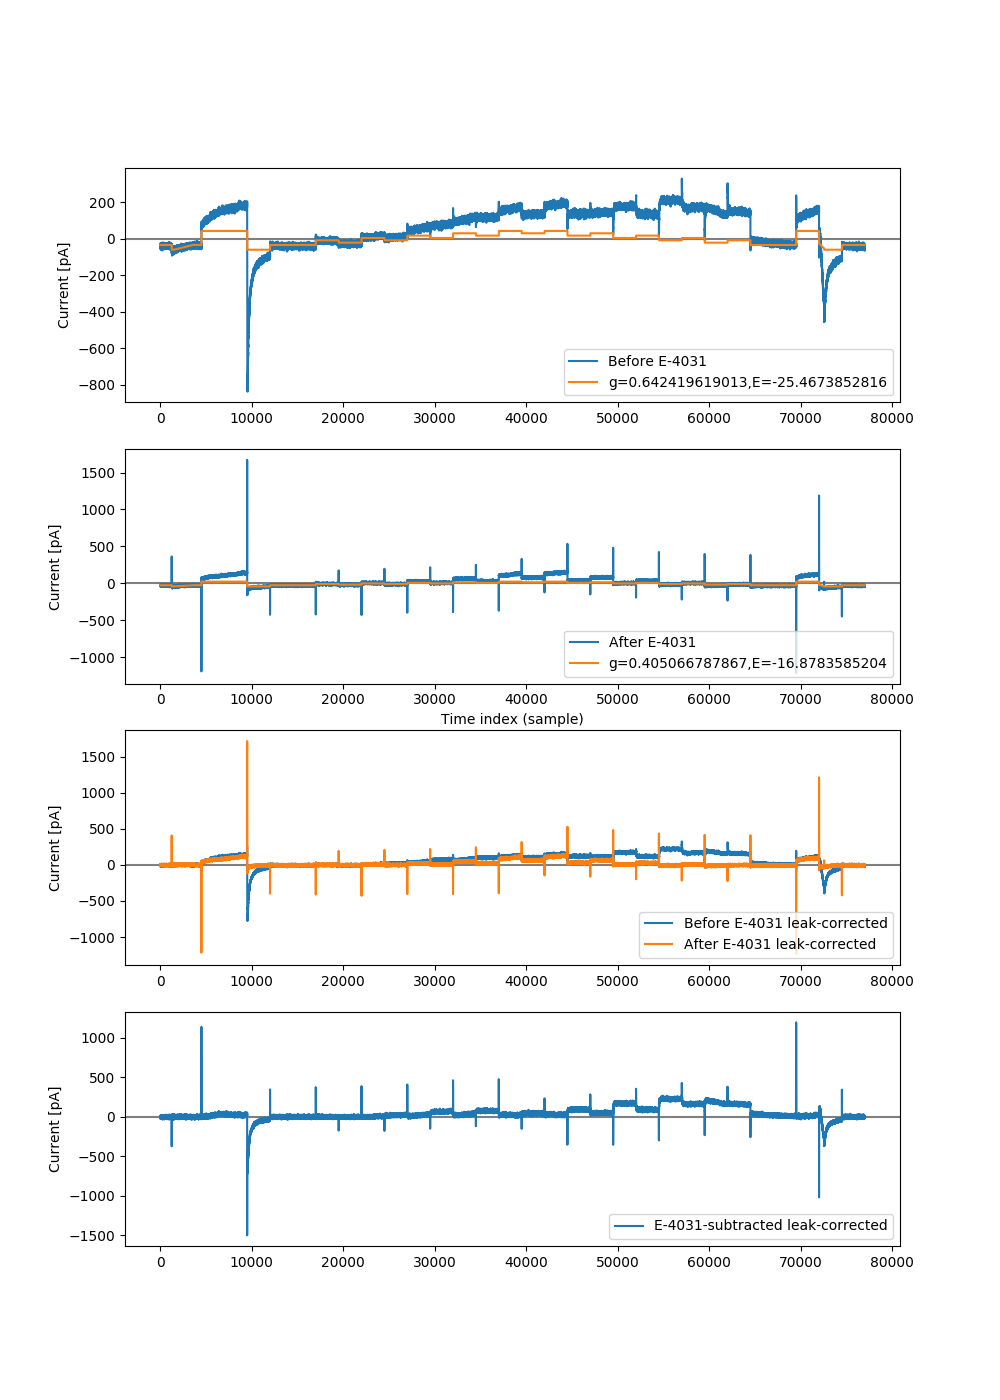 200
0
−200
−400
−600
−800
Current [pA]
Before E-4031
g=0.642419619013,E=-25.4673852816
0 10000 20000 30000 40000 50000 60000 70000 80000
1500
1000
500
0
−500
−1000
Current [pA]
After E-4031
g=0.405066787867,E=-16.8783585204
0 10000 20000 30000 40000 50000 60000 70000 80000
Time index (sample)
1500
1000
500
0
−500
−1000
Current [pA]
Before E-4031 leak-corrected
After E-4031 leak-corrected
0 10000 20000 30000 40000 50000 60000 70000 80000
1000
500
0
−500
−1000
−1500
Current [pA]
E-4031-subtracted leak-corrected
0 10000 20000 30000 40000 50000 60000 70000 80000